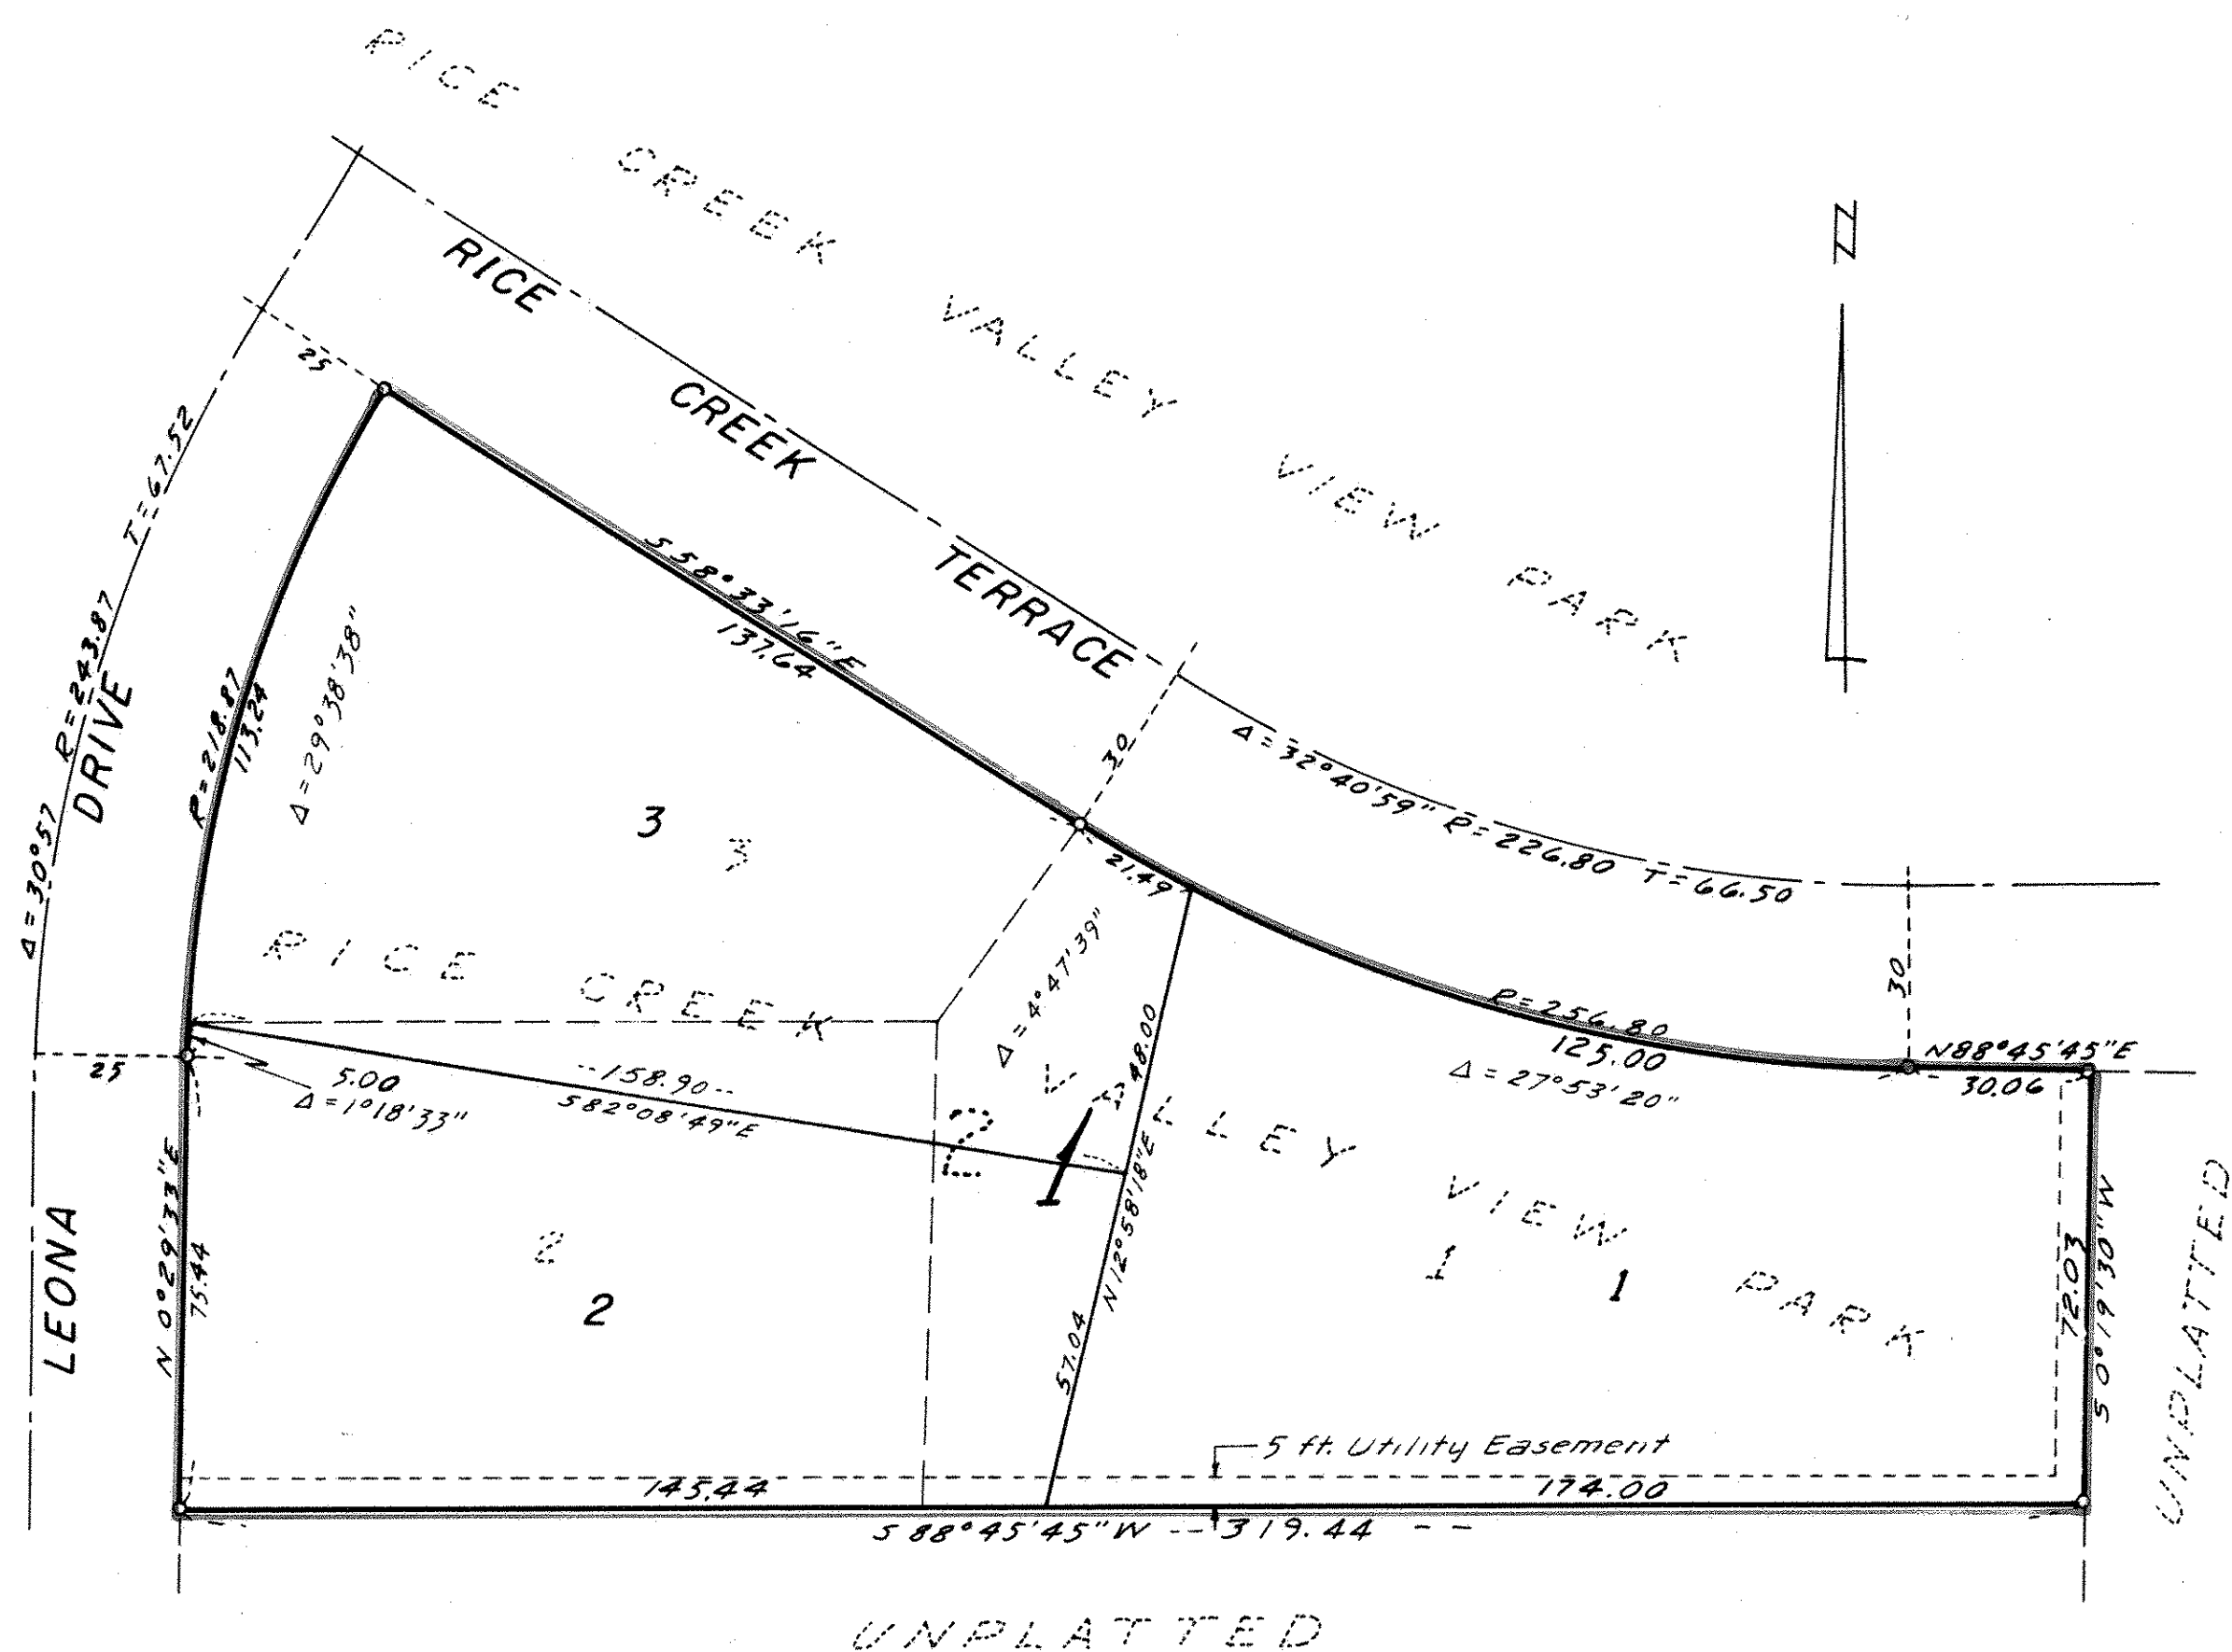 RICE CREEK VALLEY VIEW PARK
N
RICE CREEK TERRACE
25
T=67.52
R=243.87
Δ=30°57
LEONA DRIVE
S 58°33'16"E
137.64
R=218.87
113.24
Δ=29°38'38"
30
Δ=32°40'59" R=226.80 T=66.50
3
3
21.49
Δ=4°47'39"
30
RICE CREEK VALLEY VIEW PARK
R=256.80
125.00
Δ=27°53'20"
N88°45'45"E
30.06
25
5.00
Δ=1°18'33"
--158.90--
S82°08'49"E
48.00
2
1
N12°58'18"E
57.04
N 0°29'33"E
75.44
2
2
1
1
72.03
S 0°19'30"W
UNPLATTED
5 ft. Utility Easement
145.44
174.00
S 88°45'45"W -- 319.44 --
UNPLATTED